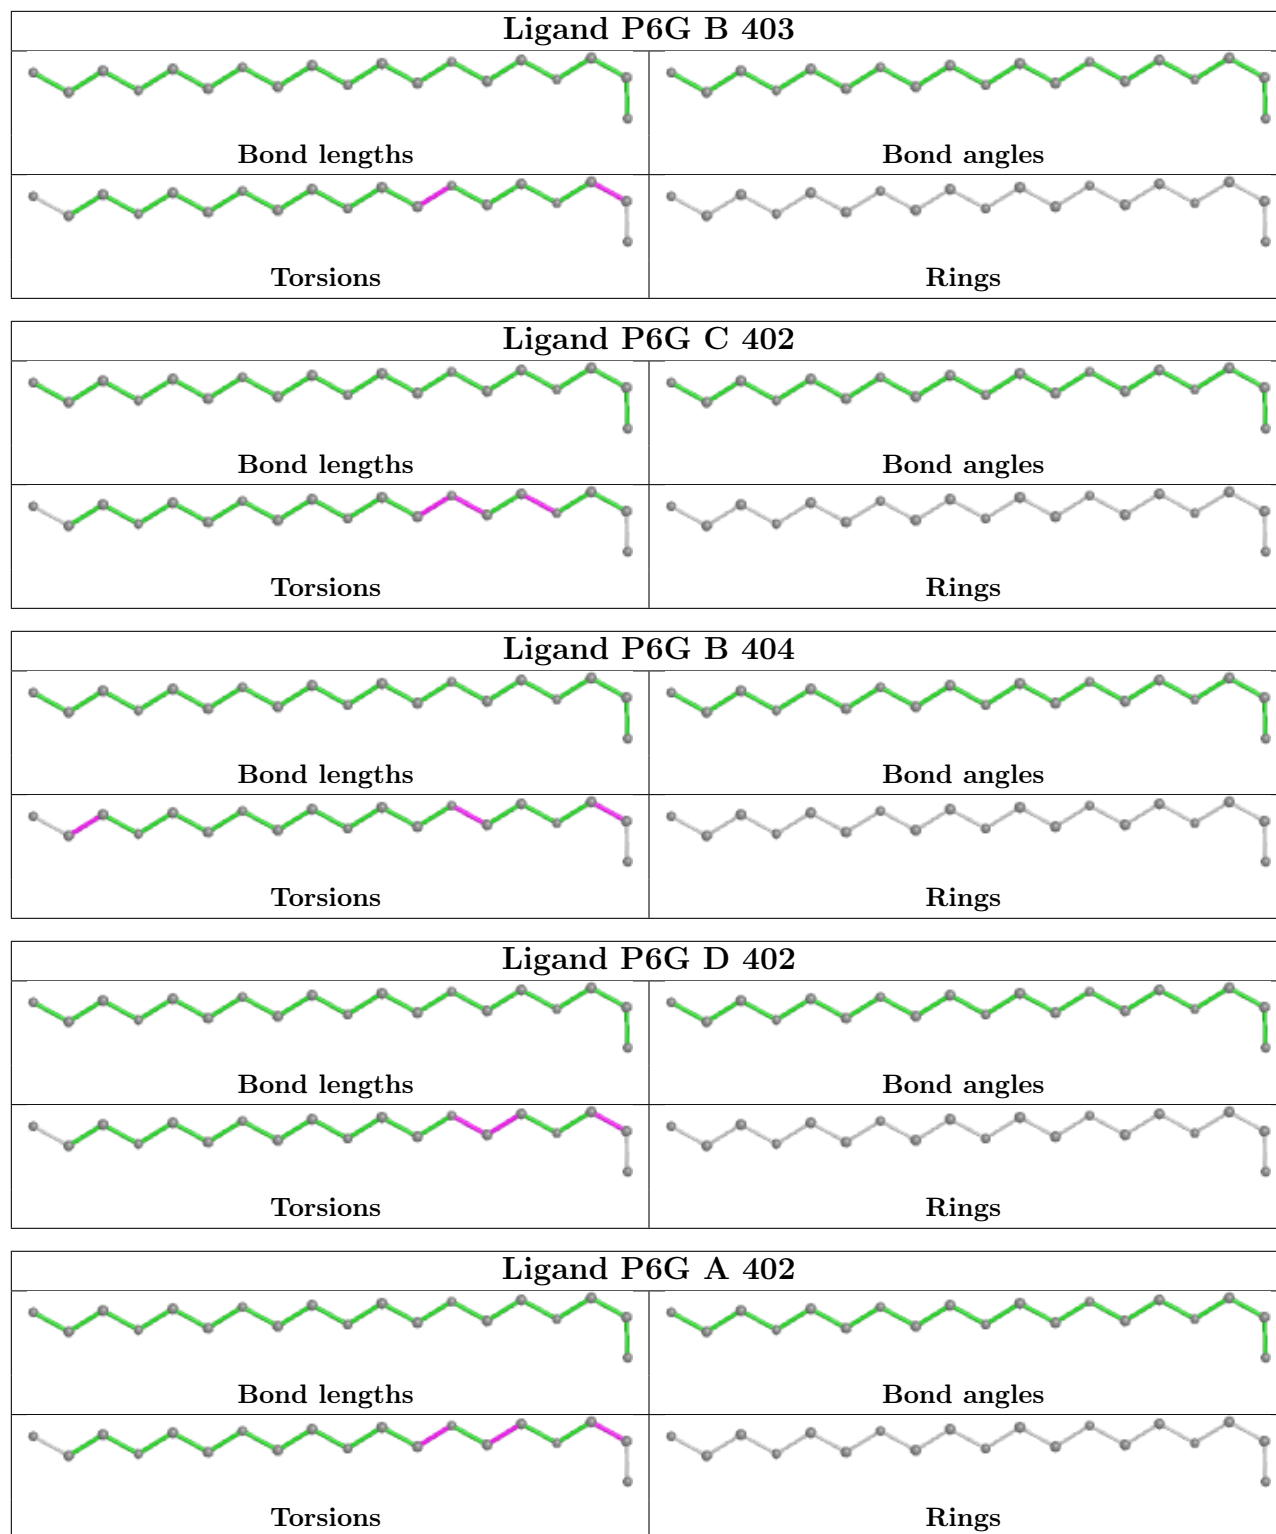 Ligand P6G B 403
Bond lengths
Bond angles
Torsions
Rings
Ligand P6G C 402
Bond lengths
Bond angles
Torsions
Rings
Ligand P6G B 404
Bond lengths
Bond angles
Torsions
Rings
Ligand P6G D 402
Bond lengths
Bond angles
Torsions
Rings
Ligand P6G A 402
Bond lengths
Bond angles
Torsions
Rings